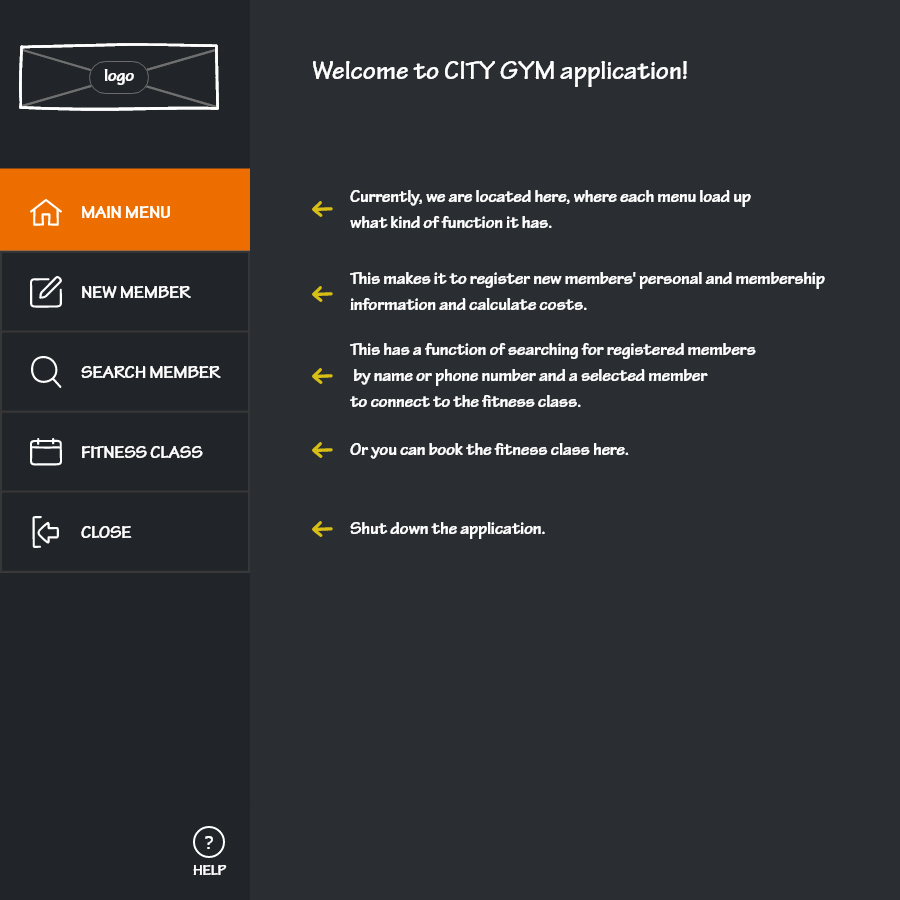 logo
Welcome to CITY GYM application!
MAIN MENU
Currently, we are located here, where each menu load up
what kind of function it has.
NEW MEMBER
This makes it to register new members' personal and membership
information and calculate costs.
SEARCH MEMBER
This has a function of searching for registered members
by name or phone number and a selected member
to connect to the fitness class.
FITNESS CLASS
Or you can book the fitness class here.
CLOSE
Shut down the application.
?
HELP